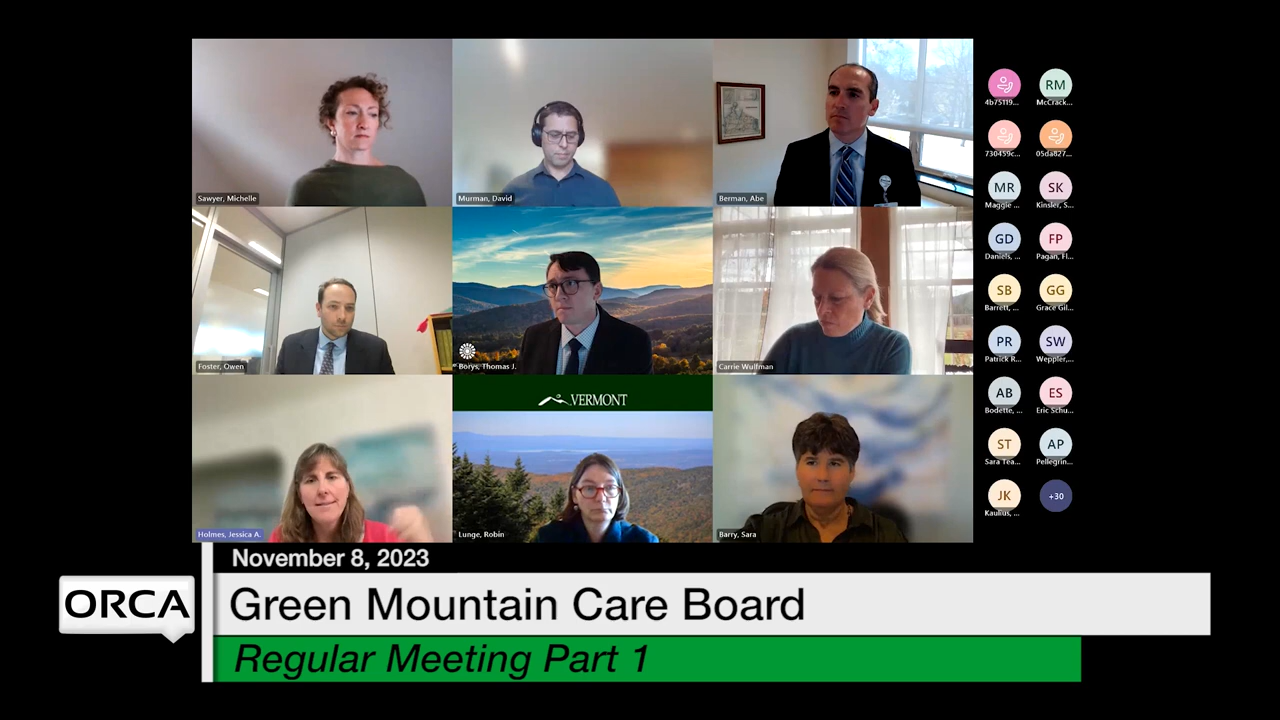 Sawyer, Michelle
Murman, David
Berman, Abe
Foster, Owen
Borys, Thomas J.
Carrie Wulfman
VERMONT
Holmes, Jessica A.
Lunge, Robin
Barry, Sara
RM
4b75119...
McCrack...
730459c...
05da827...
MR
SK
Maggie ...
Kinsler, S...
GD
FP
Daniels, ...
Pagan, Fl...
SB
GG
Barrett, ...
Grace Gil...
PR
SW
Patrick R...
Weppler,...
AB
ES
Bodette, ...
Eric Schu...
ST
AP
Sara Tea...
Pellegrin...
JK
+30
Kaulius, ...
November 8, 2023
ORCA
Green Mountain Care Board
Regular Meeting Part 1